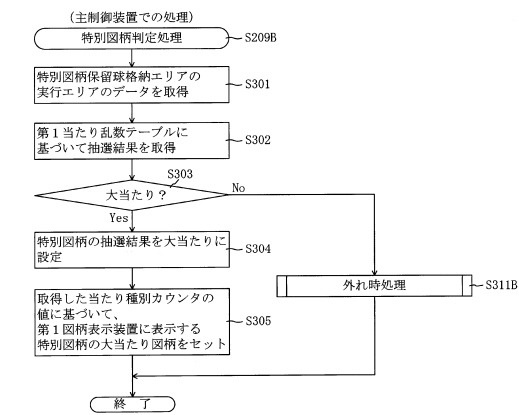 (主制御装置での処理)
特別図柄判定処理
S209B
特別図柄保留球格納エリアの
実行エリアのデータを取得
S301
第1当たり乱数テーブルに
基づいて抽選結果を取得
S302
S303
大当たり?
No
Yes
特別図柄の抽選結果を大当たりに
設定
S304
外れ時処理
S311B
取得した当たり種別カウンタの
値に基づいて、
第1図柄表示装置に表示する
特別図柄の大当たり図柄をセット
S305
終 了